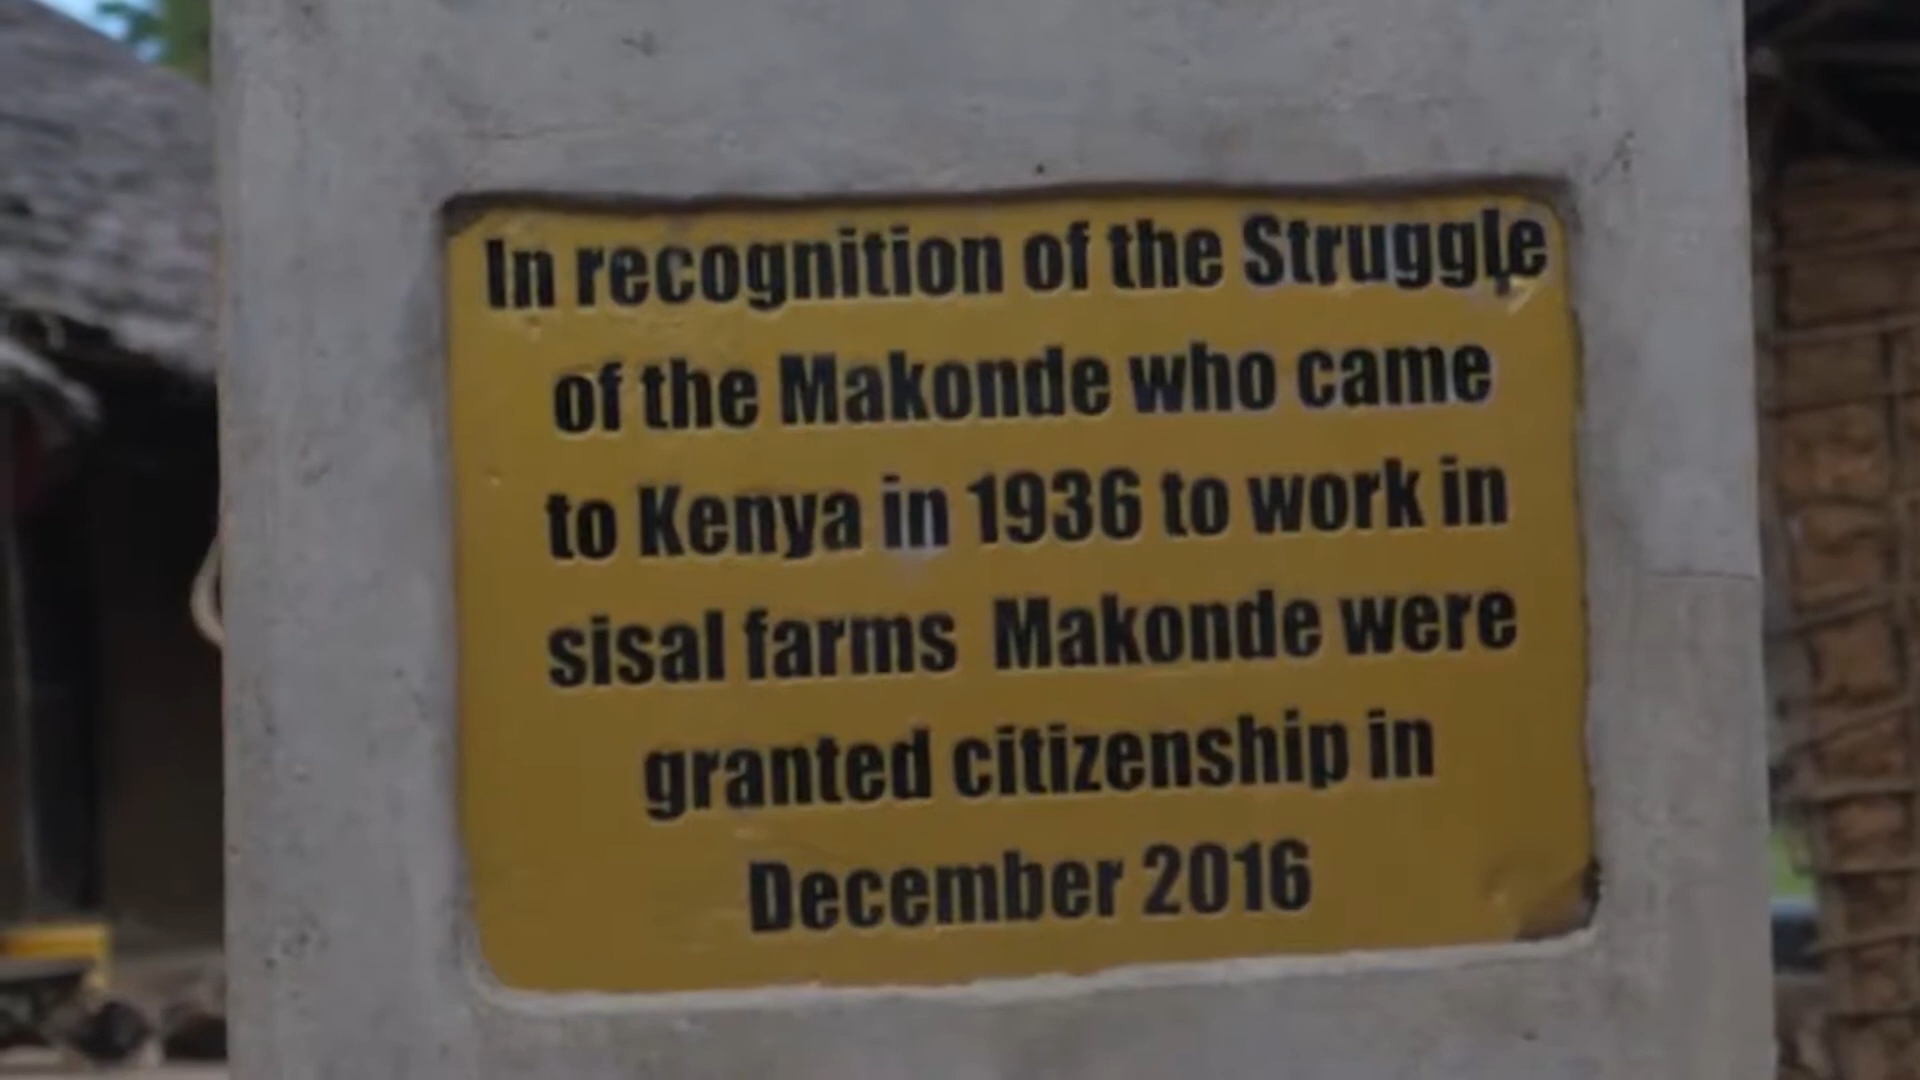 In recognition of the Struggle
of the Makonde who came
to Kenya in 1936 to work in
sisal farms Makonde were
granted citizenship in
December 2016